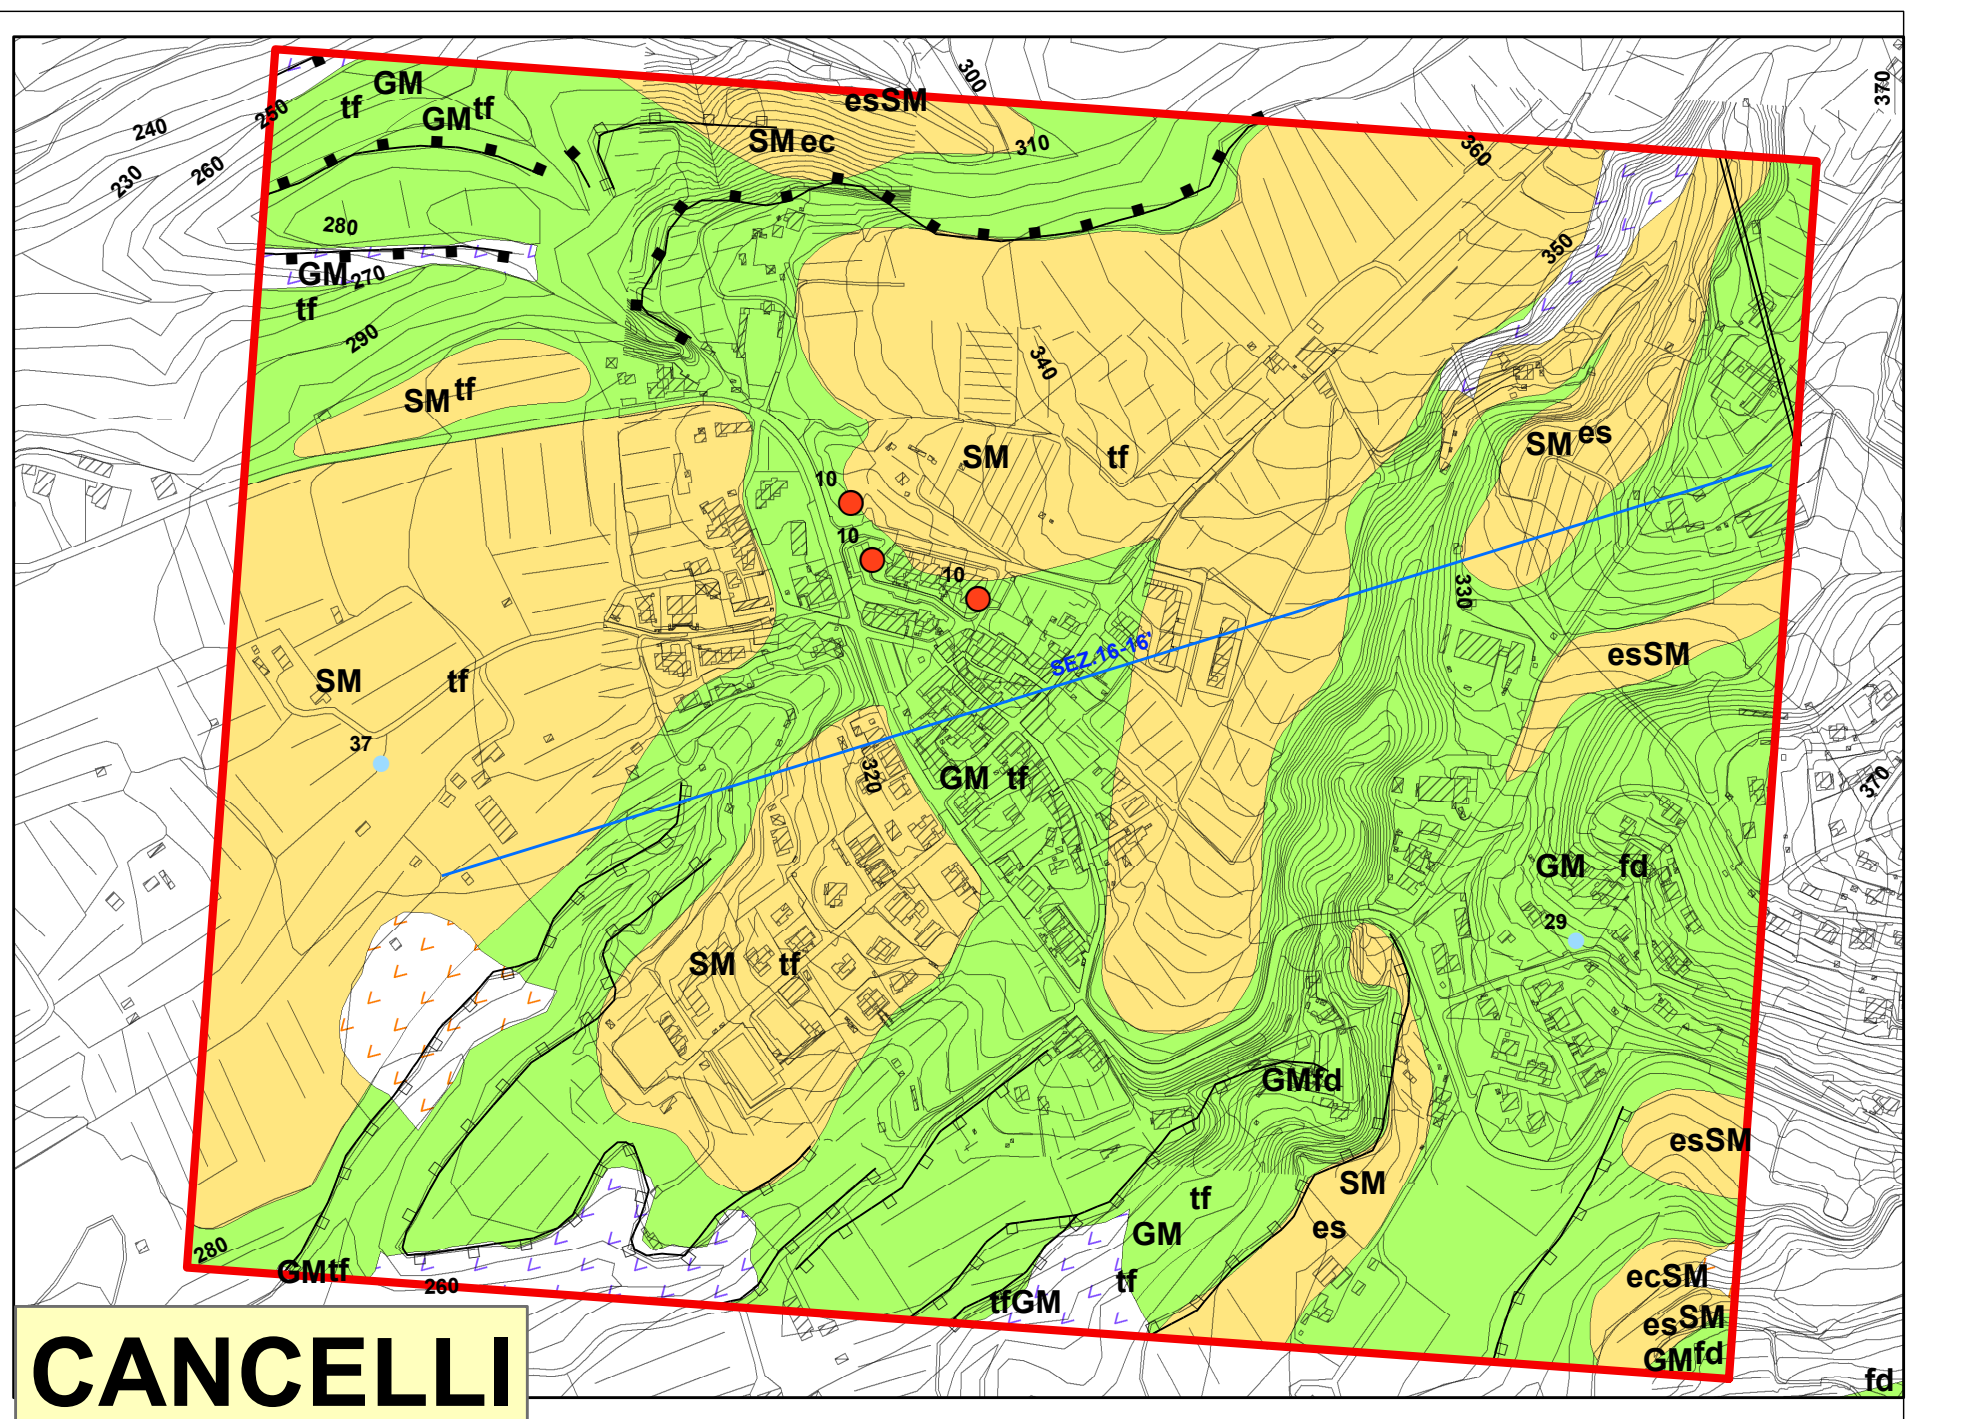 300
370
GM
tf
GM tf
esSM
250
240
SM ec
310
360
260
230
280
350
GM
270
tf
290
340
SM tf
SM tf
SM es
10
10
10
330
SEZ.16-16'
esSM
SM tf
37
320
GM tf
370
GM fd
29
SM tf
GMfd
esSM
SM
tf
es
GM
280
GMtf
260
tf
tfGM
ecSM
esSM
GMfd
fd
CANCELLI